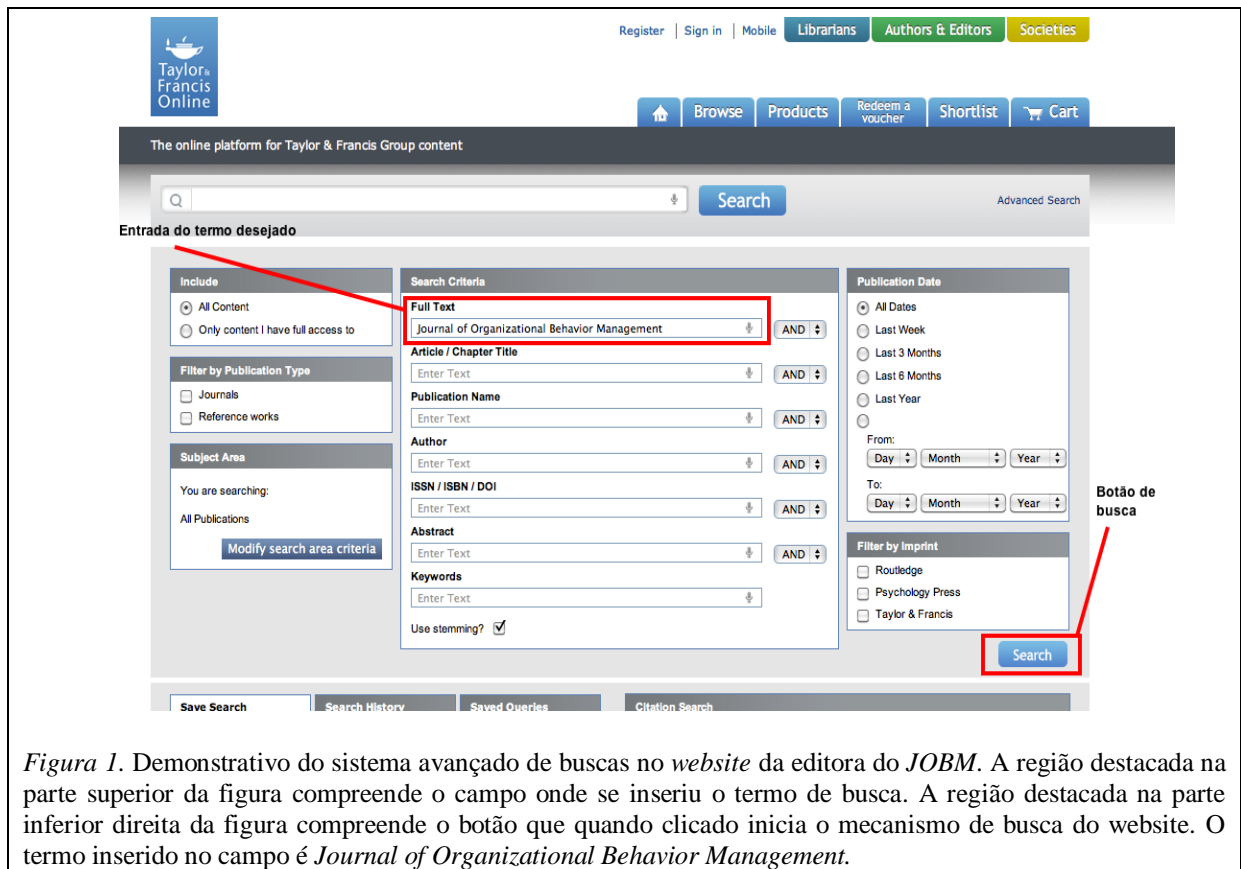 Register | Sign in | Mobile Librarians Authors & Editors Societies
Taylor &
Francis
Online
Browse Products Redeem a voucher Shortlist Cart
The online platform for Taylor & Francis Group content
Search Advanced Search
Entrada do termo desejado
Include
All Content
Only content I have full access to
Filter by Publication Type
Journals
Reference works
Subject Area
You are searching:
All Publications
Modify search area criteria
Search Criteria
Full Text
Journal of Organizational Behavior Management AND
Article / Chapter Title
Enter Text AND
Publication Name
Enter Text AND
Author
Enter Text AND
ISSN / ISBN / DOI
Enter Text AND
Abstract
Enter Text AND
Keywords
Enter Text
Use stemming?
Publication Date
All Dates
Last Week
Last 3 Months
Last 6 Months
Last Year
From:
Day Month Year
To:
Day Month Year
Botão de
busca
Filter by Imprint
Routledge
Psychology Press
Taylor & Francis
Search
Save Search Search History Saved Queries Citation Search
Figura 1. Demonstrativo do sistema avançado de buscas no website da editora do JOBM. A região destacada na
parte superior da figura compreende o campo onde se inseriu o termo de busca. A região destacada na parte
inferior direita da figura compreende o botão que quando clicado inicia o mecanismo de busca do website. O
termo inserido no campo é Journal of Organizational Behavior Management.